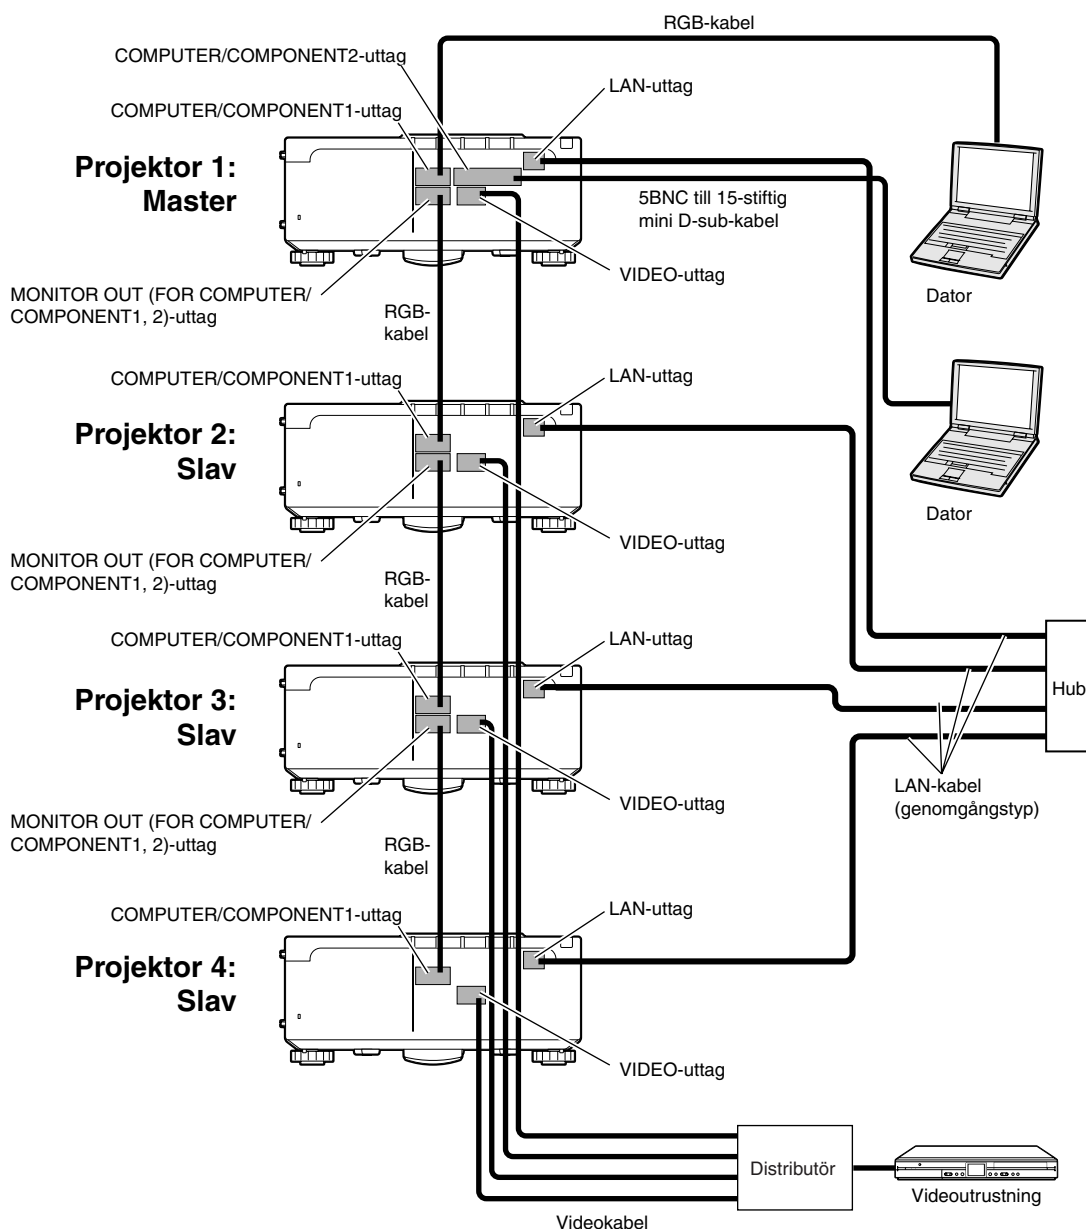 RGB-kabel
COMPUTER/COMPONENT2-uttag
LAN-uttag
COMPUTER/COMPONENT1-uttag
Projektor 1:
Master
5BNC till 15-stiftig
mini D-sub-kabel
VIDEO-uttag
MONITOR OUT (FOR COMPUTER/
COMPONENT1, 2)-uttag
RGB-
kabel
Dator
COMPUTER/COMPONENT1-uttag
LAN-uttag
Projektor 2:
Slav
Dator
VIDEO-uttag
MONITOR OUT (FOR COMPUTER/
COMPONENT1, 2)-uttag
RGB-
kabel
COMPUTER/COMPONENT1-uttag
LAN-uttag
Projektor 3:
Slav
Hub
LAN-kabel
(genomgångstyp)
VIDEO-uttag
MONITOR OUT (FOR COMPUTER/
COMPONENT1, 2)-uttag
RGB-
kabel
COMPUTER/COMPONENT1-uttag
LAN-uttag
Projektor 4:
Slav
VIDEO-uttag
Distributör
Videoutrustning
Videokabel